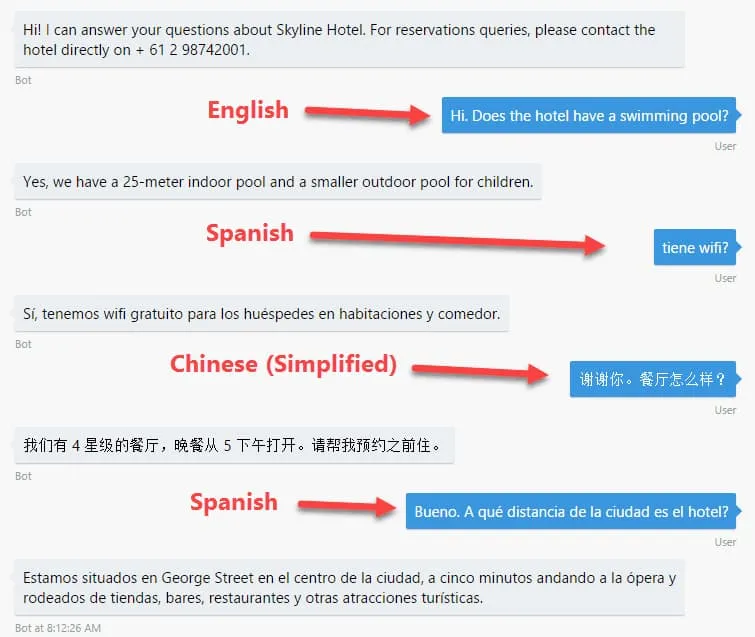 Hi! I can answer your questions about Skyline Hotel. For reservations queries, please contact the
hotel directly on + 61 2 98742001.
Bot
English
Hi. Does the hotel have a swimming pool?
User
Yes, we have a 25-meter indoor pool and a smaller outdoor pool for children.
Bot
Spanish
tiene wifi?
User
Sí, tenemos wifi gratuito para los huéspedes en habitaciones y comedor.
Bot
Chinese (Simplified)
谢谢你。餐厅怎么样？
User
我们有 4 星级的餐厅，晚餐从 5 下午打开。请帮我预约之前住。
Bot
Spanish
Bueno. A qué distancia de la ciudad es el hotel?
User
Estamos situados en George Street en el centro de la ciudad, a cinco minutos andando a la ópera y
rodeados de tiendas, bares, restaurantes y otras atracciones turísticas.
Bot at 8:12:26 AM